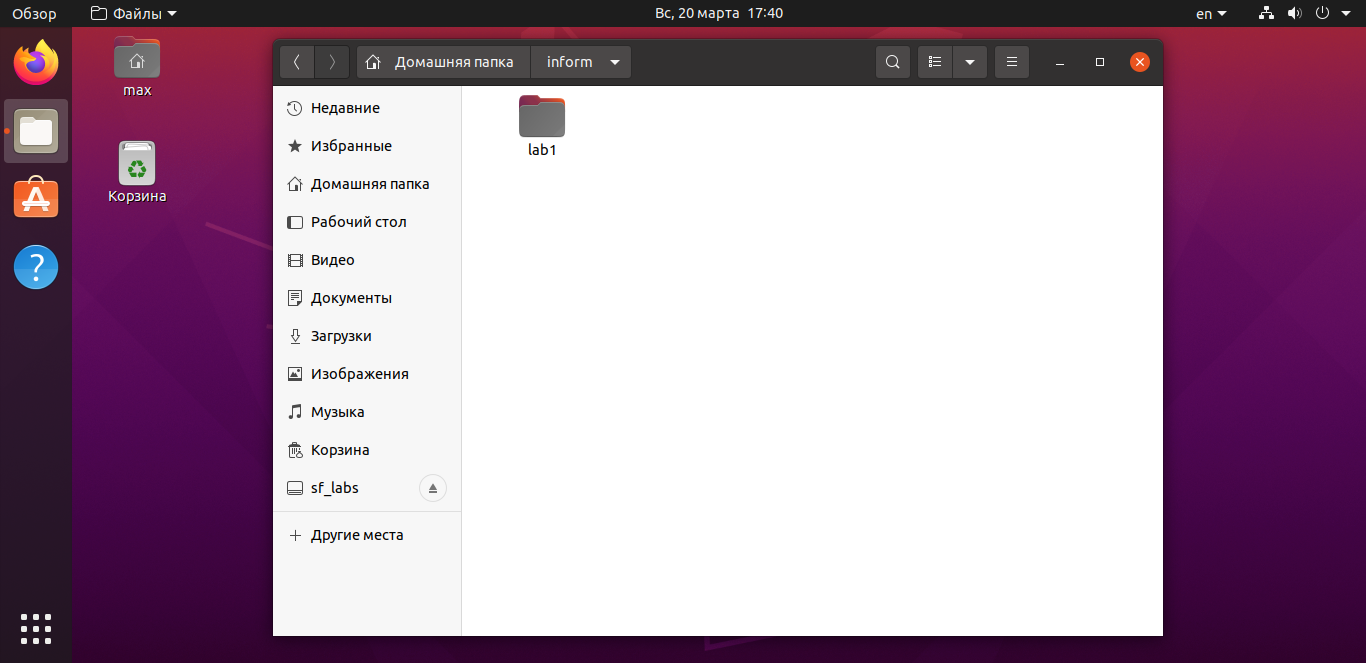 Обзор
Файлы
Вс, 20 марта 17:40
en
max
Корзина
Домашняя папка
inform
Недавние
Избранные
Домашняя папка
Рабочий стол
Видео
Документы
Загрузки
Изображения
Музыка
Корзина
sf_labs
Другие места
lab1